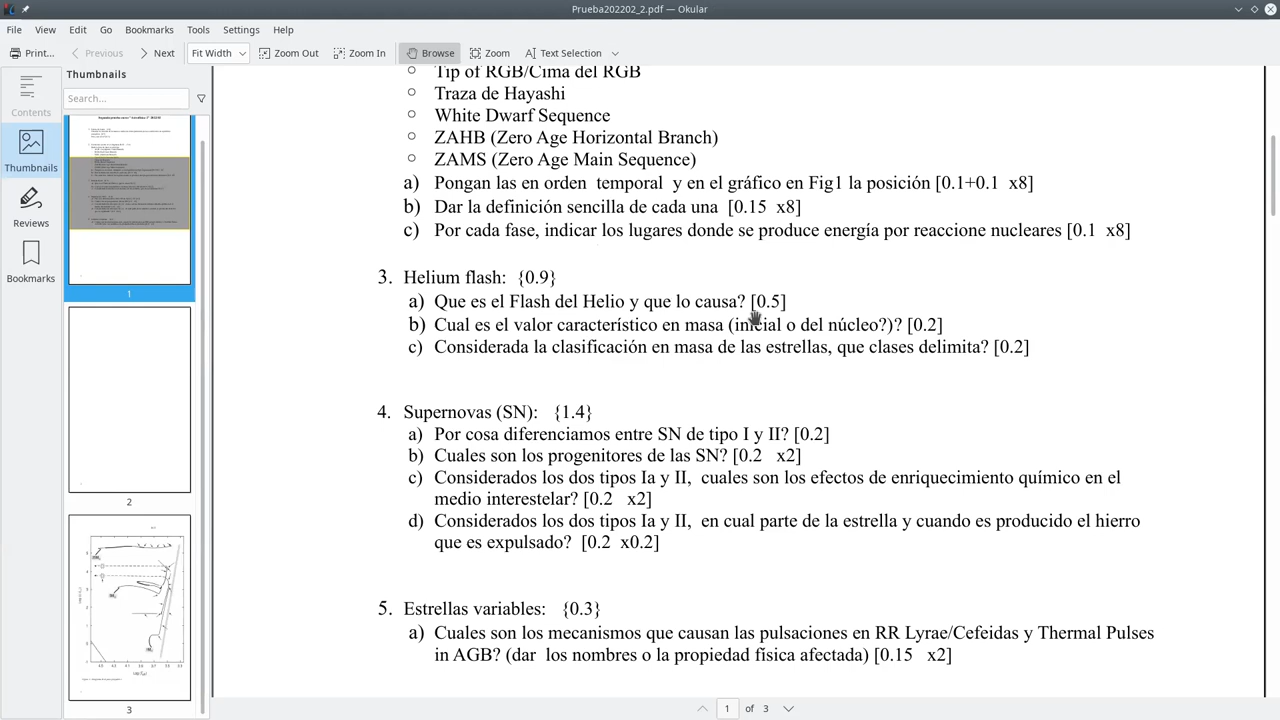 Prueba202202_2.pdf — Okular
File View Edit Go Bookmarks Tools Settings Help
Print... Previous Next Fit Width Zoom Out Zoom In Browse Zoom Text Selection
Contents
Thumbnails
Reviews
Bookmarks
Thumbnails
Search...
1
2
3
Tip of RGB/Cima del RGB
Traza de Hayashi
White Dwarf Sequence
ZAHB (Zero Age Horizontal Branch)
ZAMS (Zero Age Main Sequence)
a) Pongan las en orden temporal y en el gráfico en Fig1 la posición [0.1+0.1 x8]
b) Dar la definisión sencilla de cada una [0.15 x8]
c) Por cada fase, indicar los lugares donde se produce energía por reaccione nucleares [0.1 x8]
3. Helium flash: {0.9}
a) Que es el Flash del Helio y que lo causa? [0.5]
b) Cual es el valor característico en masa (inicial o del núcleo?)? [0.2]
c) Considerada la clasificación en masa de las estrellas, que clases delimita? [0.2]
4. Supernovas (SN): {1.4}
a) Por cosa diferenciamos entre SN de tipo I y II? [0.2]
b) Cuales son los progenitores de las SN? [0.2 x2]
c) Considerados los dos tipos Ia y II, cuales son los efectos de enriquecimiento químico en el
medio interestelar? [0.2 x2]
d) Considerados los dos tipos Ia y II, en cual parte de la estrella y cuando es producido el hierro
que es expulsado? [0.2 x0.2]
5. Estrellas variables: {0.3}
a) Cuales son los mecanismos que causan las pulsaciones en RR Lyrae/Cefeidas y Thermal Pulses
in AGB? (dar los nombres o la propiedad física afectada) [0.15 x2]
1 of 3